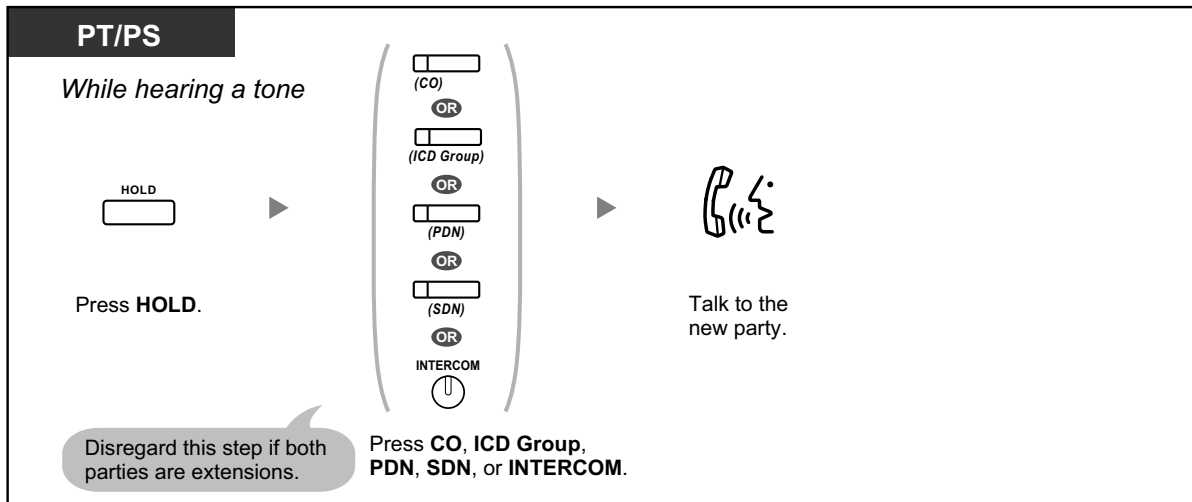 PT/PS
While hearing a tone
HOLD
Press HOLD.
(CO)
OR
(ICD Group)
OR
(PDN)
OR
(SDN)
OR
INTERCOM
Disregard this step if both
parties are extensions.
Press CO, ICD Group,
PDN, SDN, or INTERCOM.
Talk to the
new party.